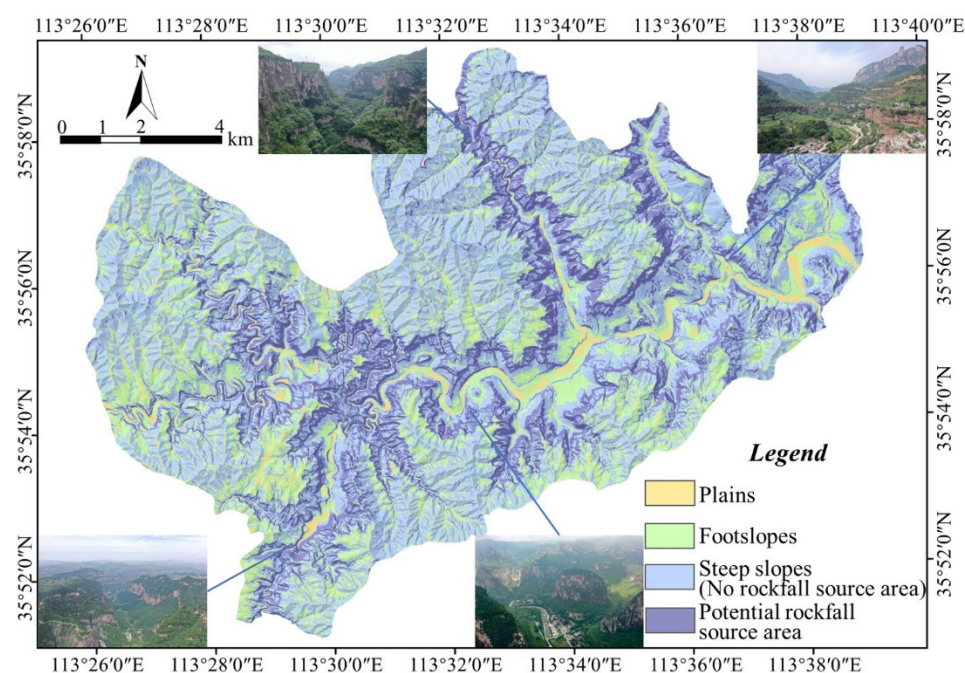 113°26′0″E 113°28′0″E 113°30′0″E 113°32′0″E 113°34′0″E 113°36′0″E 113°38′0″E 113°40′0″E
N
0 1 2 4
km
35°58′0″N 35°58′0″N
35°56′0″N 35°56′0″N
35°54′0″N 35°54′0″N
35°52′0″N 35°52′0″N
Legend
Plains
Footslopes
Steep slopes
(No rockfall source area)
Potential rockfall
source area
113°26′0″E 113°28′0″E 113°30′0″E 113°32′0″E 113°34′0″E 113°36′0″E 113°38′0″E